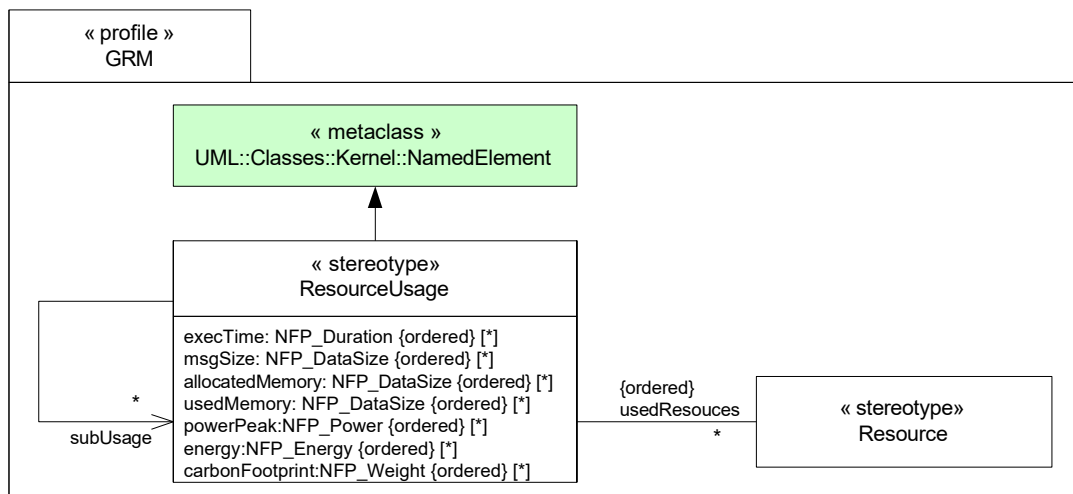 « profile »
GRM
« metaclass »
UML::Classes::Kernel::NamedElement
« stereotype»
ResourceUsage
execTime: NFP_Duration {ordered} [*]
msgSize: NFP_DataSize {ordered} [*]
allocatedMemory: NFP_DataSize {ordered} [*]
usedMemory: NFP_DataSize {ordered} [*]
powerPeak:NFP_Power {ordered} [*]
energy:NFP_Energy {ordered} [*]
carbonFootprint:NFP_Weight {ordered} [*]
*
subUsage
{ordered}
usedResouces
*
« stereotype»
Resource